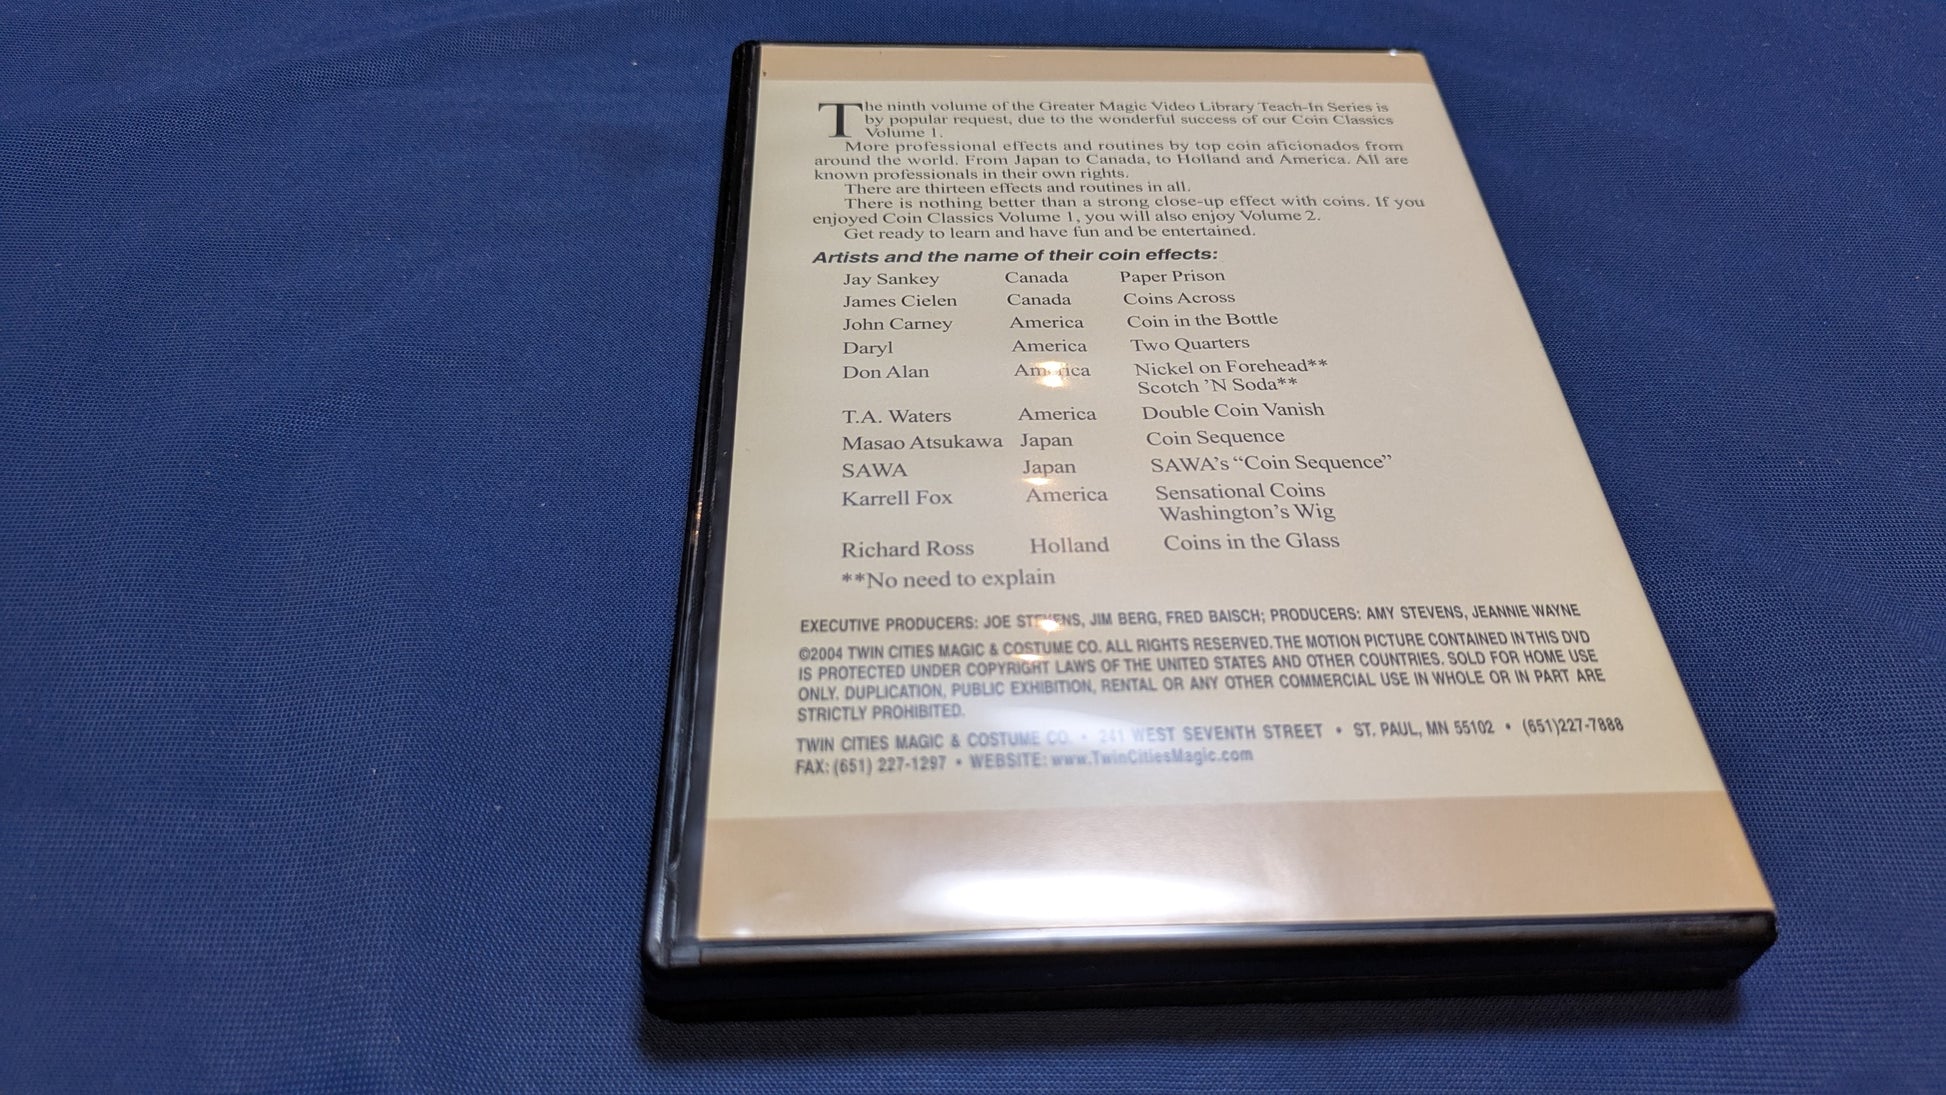 The ninth volume of the Greater Magic Video Library Teach-In Series is
by popular request, due to the wonderful success of our Coin Classics
Volume 1.
More professional effects and routines by top coin aficionados from
around the world. From Japan to Canada, to Holland and America. All are
known professionals in their own rights.
There are thirteen effects and routines in all.
There is nothing better than a strong close-up effect with coins. If you
enjoyed Coin Classics Volume 1, you will also enjoy Volume 2.
Get ready to learn and have fun and be entertained.
Artists and the name of their coin effects:
Jay Sankey Canada Paper Prison
James Cielen Canada Coins Across
John Carney America Coin in the Bottle
Daryl America Two Quarters
Don Alan America Nickel on Forehead**
Scotch 'N Soda**
T.A. Waters America Double Coin Vanish
Masao Atsukawa Japan Coin Sequence
SAWA Japan SAWA's “Coin Sequence”
Karrell Fox America Sensational Coins
Washington's Wig
Richard Ross Holland Coins in the Glass
**No need to explain
EXECUTIVE PRODUCERS: JOE STEVENS, JIM BERG, FRED BAISCH; PRODUCERS: AMY STEVENS, JEANNIE WAYNE
©2004 TWIN CITIES MAGIC & COSTUME CO. ALL RIGHTS RESERVED. THE MOTION PICTURE CONTAINED IN THIS DVD
IS PROTECTED UNDER COPYRIGHT LAWS OF THE UNITED STATES AND OTHER COUNTRIES. SOLD FOR HOME USE
ONLY. DUPLICATION, PUBLIC EXHIBITION, RENTAL OR ANY OTHER COMMERCIAL USE IN WHOLE OR IN PART ARE
STRICTLY PROHIBITED.
TWIN CITIES MAGIC & COSTUME CO. • 241 WEST SEVENTH STREET • ST. PAUL, MN 55102 • (651)227-7888
FAX: (651) 227-1297 • WEBSITE: www.TwinCitiesMagic.com